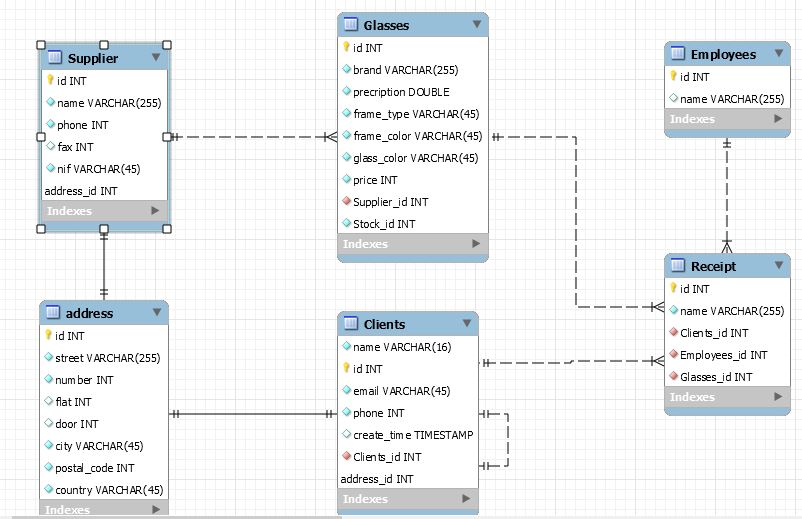 Supplier
id INT
name VARCHAR(255)
phone INT
fax INT
nif VARCHAR(45)
address_id INT
Indexes
Glasses
id INT
brand VARCHAR(255)
precription DOUBLE
frame_type VARCHAR(45)
frame_color VARCHAR(45)
glass_color VARCHAR(45)
price INT
Supplier_id INT
Stock_id INT
Indexes
Employees
id INT
name VARCHAR(255)
Indexes
address
id INT
street VARCHAR(255)
number INT
flat INT
door INT
city VARCHAR(45)
postal_code INT
country VARCHAR(45)
Indexes
Clients
name VARCHAR(16)
id INT
email VARCHAR(45)
phone INT
create_time TIMESTAMP
Clients_id INT
address_id INT
Indexes
Receipt
id INT
name VARCHAR(255)
Clients_id INT
Employees_id INT
Glasses_id INT
Indexes